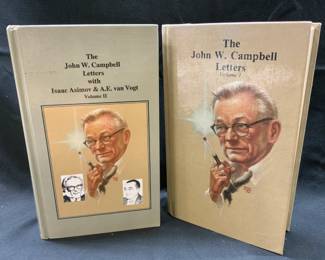 The
John W. Campbell
Letters
with
Isaac Asimov & A.E. van Vogt
Volume II
The
John W. Campbell
Letters
Volume I